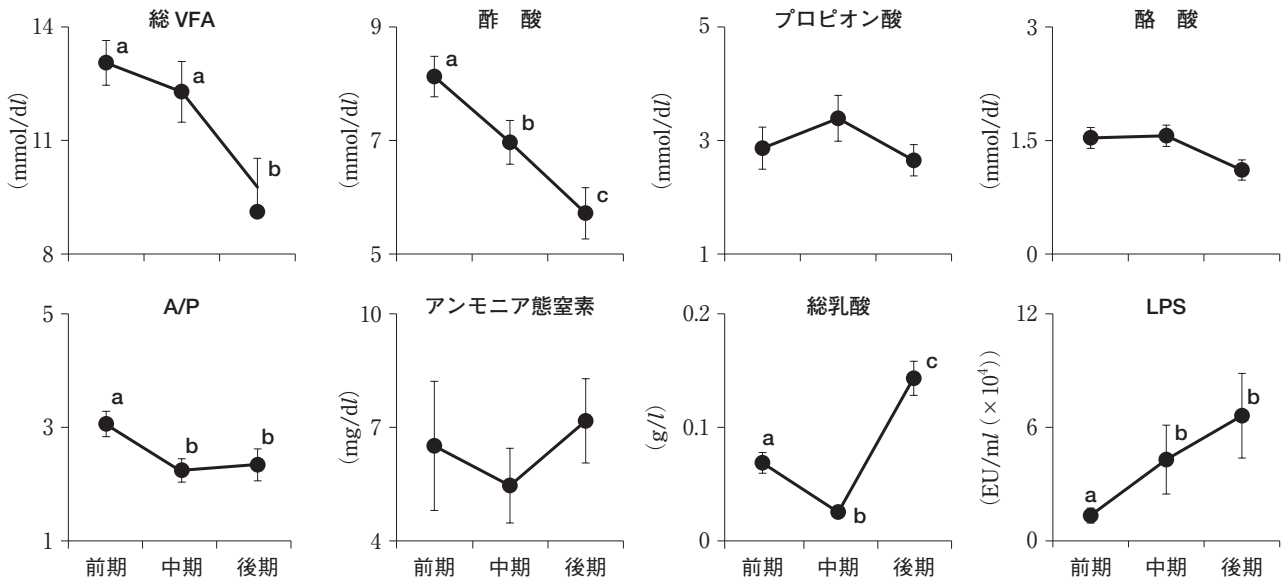 総VFA
14
11
8
(mmol/dl)
a
a
b
酢　酸
9
7
5
(mmol/dl)
a
b
c
プロピオン酸
5
3
1
(mmol/dl)
酪　酸
3
1.5
0
(mmol/dl)
A/P
5
3
1
a
b
b
前期 中期 後期
アンモニア態窒素
10
7
4
(mg/dl)
前期 中期 後期
総乳酸
0.2
0.1
0
(g/l)
a
b
c
前期 中期 後期
LPS
12
6
0
(EU/ml (×10⁴))
a
b
b
前期 中期 後期